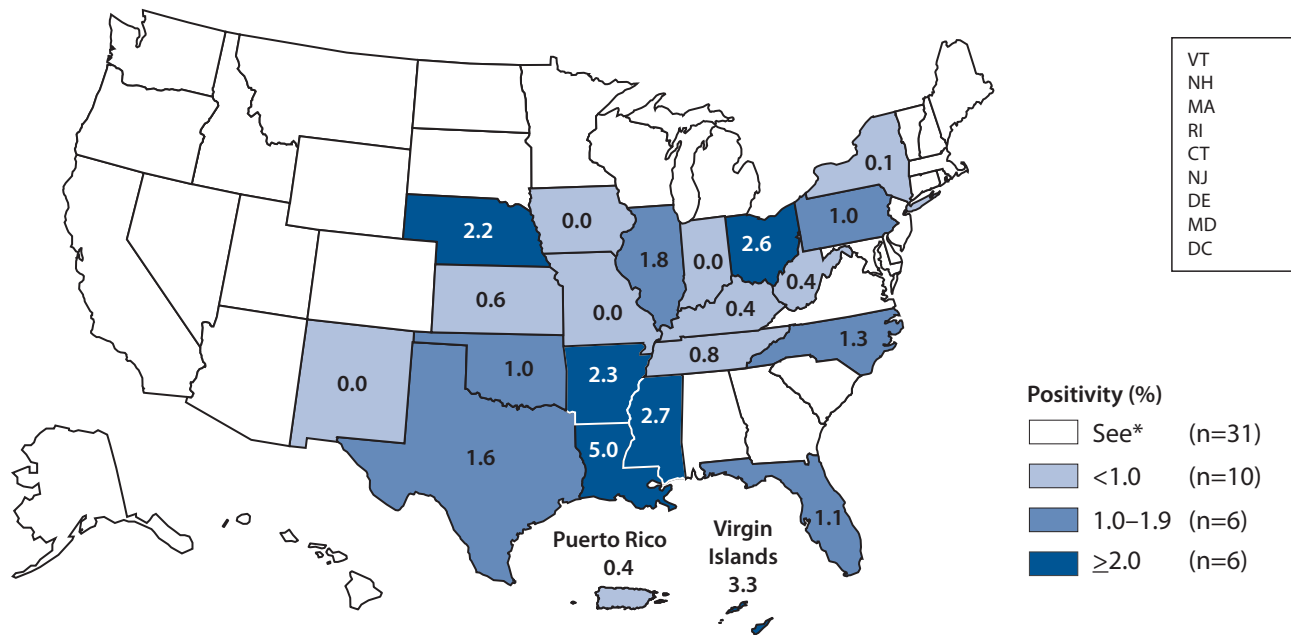 VT
NH
MA
RI
CT
NJ
DE
MD
DC
0.1
1.0
0.0
2.2
1.8
0.0
2.6
0.4
0.6
0.0
0.4
1.3
0.8
0.0
1.0
2.3
2.7
5.0
1.6
1.1
Puerto Rico
0.4
Virgin
Islands
3.3
Positivity (%)
See* (n=31)
<1.0 (n=10)
1.0–1.9 (n=6)
≥2.0 (n=6)